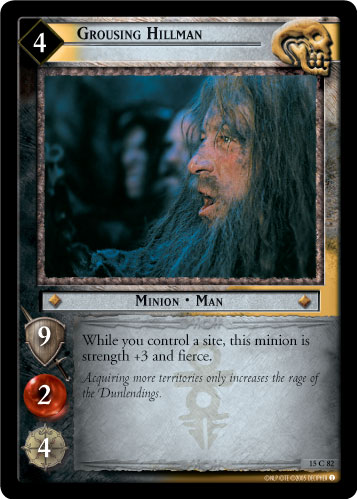 4
GROUSING HILLMAN
MINION • MAN
9
While you control a site, this minion is
strength +3 and fierce.
2
Acquiring more territories only increases the rage of
the Dunlendings.
4
15 C 82